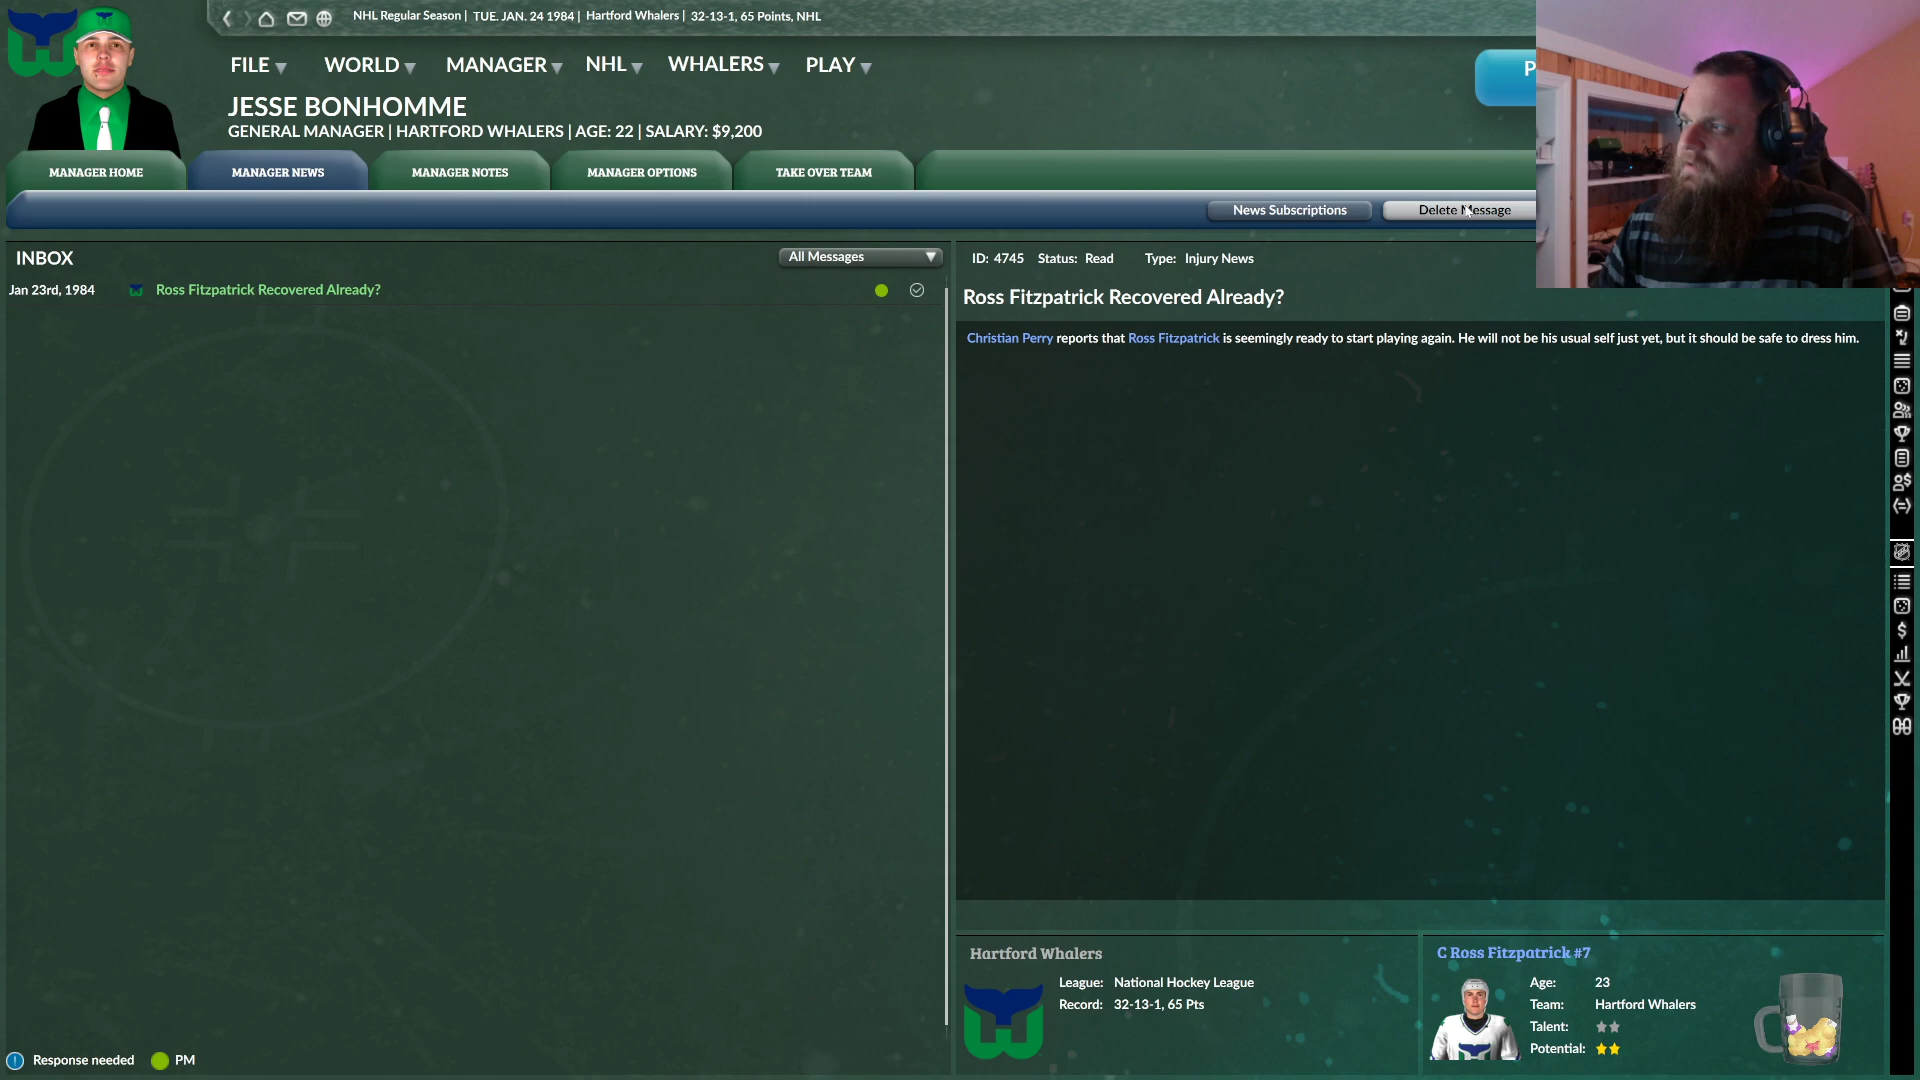 NHL Regular Season | TUE. JAN. 24 1984 | Hartford Whalers | 32-13-1, 65 Points, NHL
FILE WORLD MANAGER NHL WHALERS PLAY
P
JESSE BONHOMME
GENERAL MANAGER | HARTFORD WHALERS | AGE: 22 | SALARY: $9,200
MANAGER HOME MANAGER NEWS MANAGER NOTES MANAGER OPTIONS TAKE OVER TEAM
News Subscriptions Delete Message
INBOX All Messages
Jan 23rd, 1984 Ross Fitzpatrick Recovered Already?
ID: 4745 Status: Read Type: Injury News
Ross Fitzpatrick Recovered Already?
Christian Perry reports that Ross Fitzpatrick is seemingly ready to start playing again. He will not be his usual self just yet, but it should be safe to dress him.
Hartford Whalers
League: National Hockey League
Record: 32-13-1, 65 Pts
C Ross Fitzpatrick #7
Age: 23
Team: Hartford Whalers
Talent:
Potential:
Response needed PM